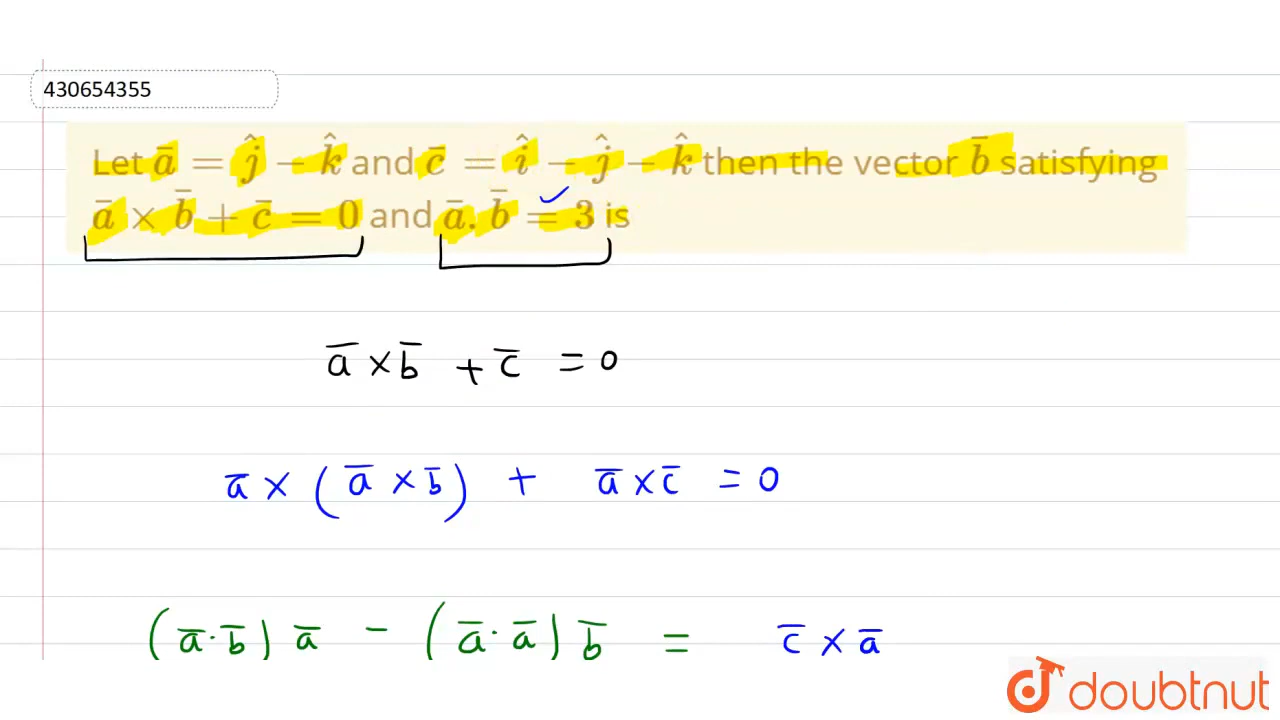 430654355
Let a̅ = ĵ − k̂ and c̅ = î − ĵ − k̂ then the vector b̅ satisfying
a̅ × b̅ + c̅ = 0 and a̅. b̅ = 3 is
a̅ × b̅ + c̅ = 0
a̅ × (a̅ × b̅) + a̅ × c̅ = 0
(a̅ · b̅) a̅ − (a̅ · a̅) b̅ = c̅ × a̅
doubtnut